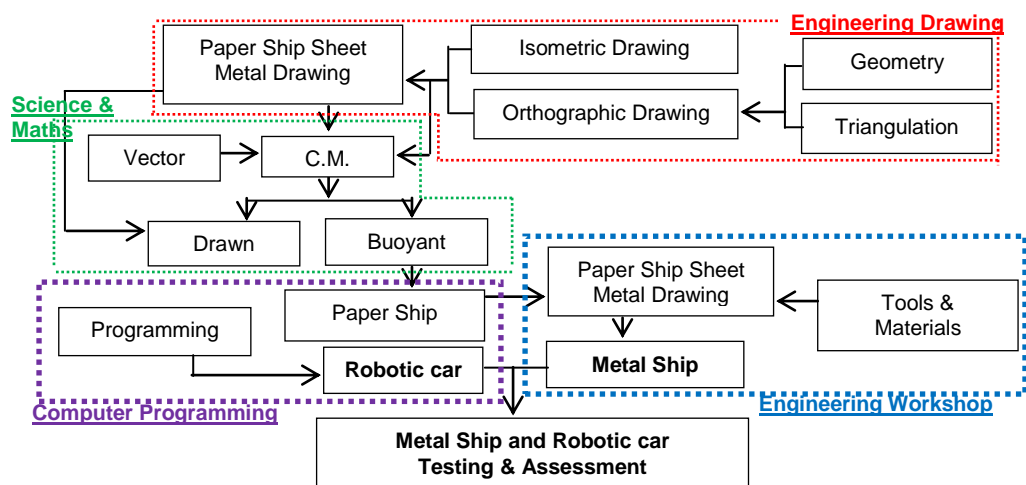 Engineering Drawing
Paper Ship Sheet
Metal Drawing
Isometric Drawing
Geometry
Orthographic Drawing
Triangulation
Science &
Maths
Vector
C.M.
Drawn
Buoyant
Paper Ship Sheet
Metal Drawing
Tools &
Materials
Paper Ship
Programming
Robotic car
Metal Ship
Computer Programming
Engineering Workshop
Metal Ship and Robotic car
Testing & Assessment